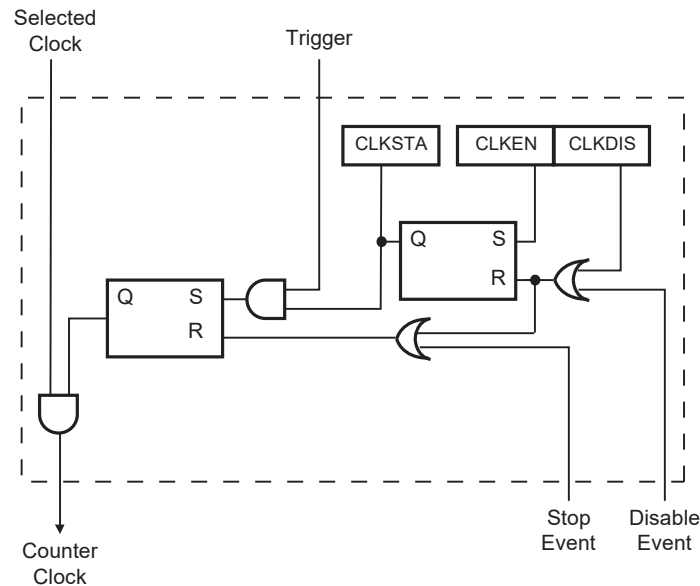 Selected
Clock
Trigger
CLKSTA
CLKEN
CLKDIS
Q
S
R
Q
S
R
Stop
Event
Disable
Event
Counter
Clock